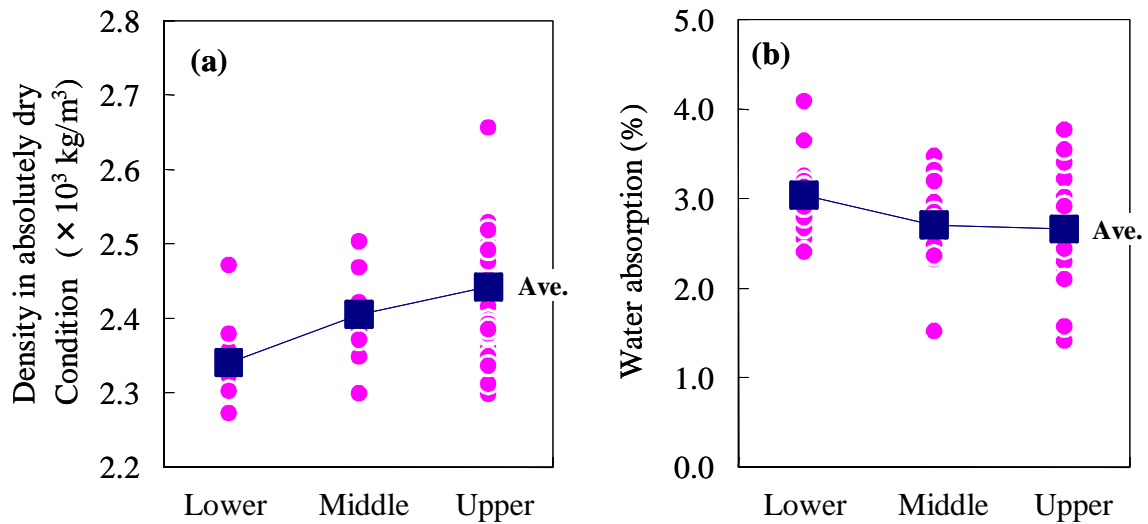 (a)
Density in absolutely dry
Condition (×10³ kg/m³)
2.8
2.7
2.6
2.5
2.4
2.3
2.2
Ave.
Lower Middle Upper
(b)
Water absorption (%)
5.0
4.0
3.0
2.0
1.0
0.0
Ave.
Lower Middle Upper